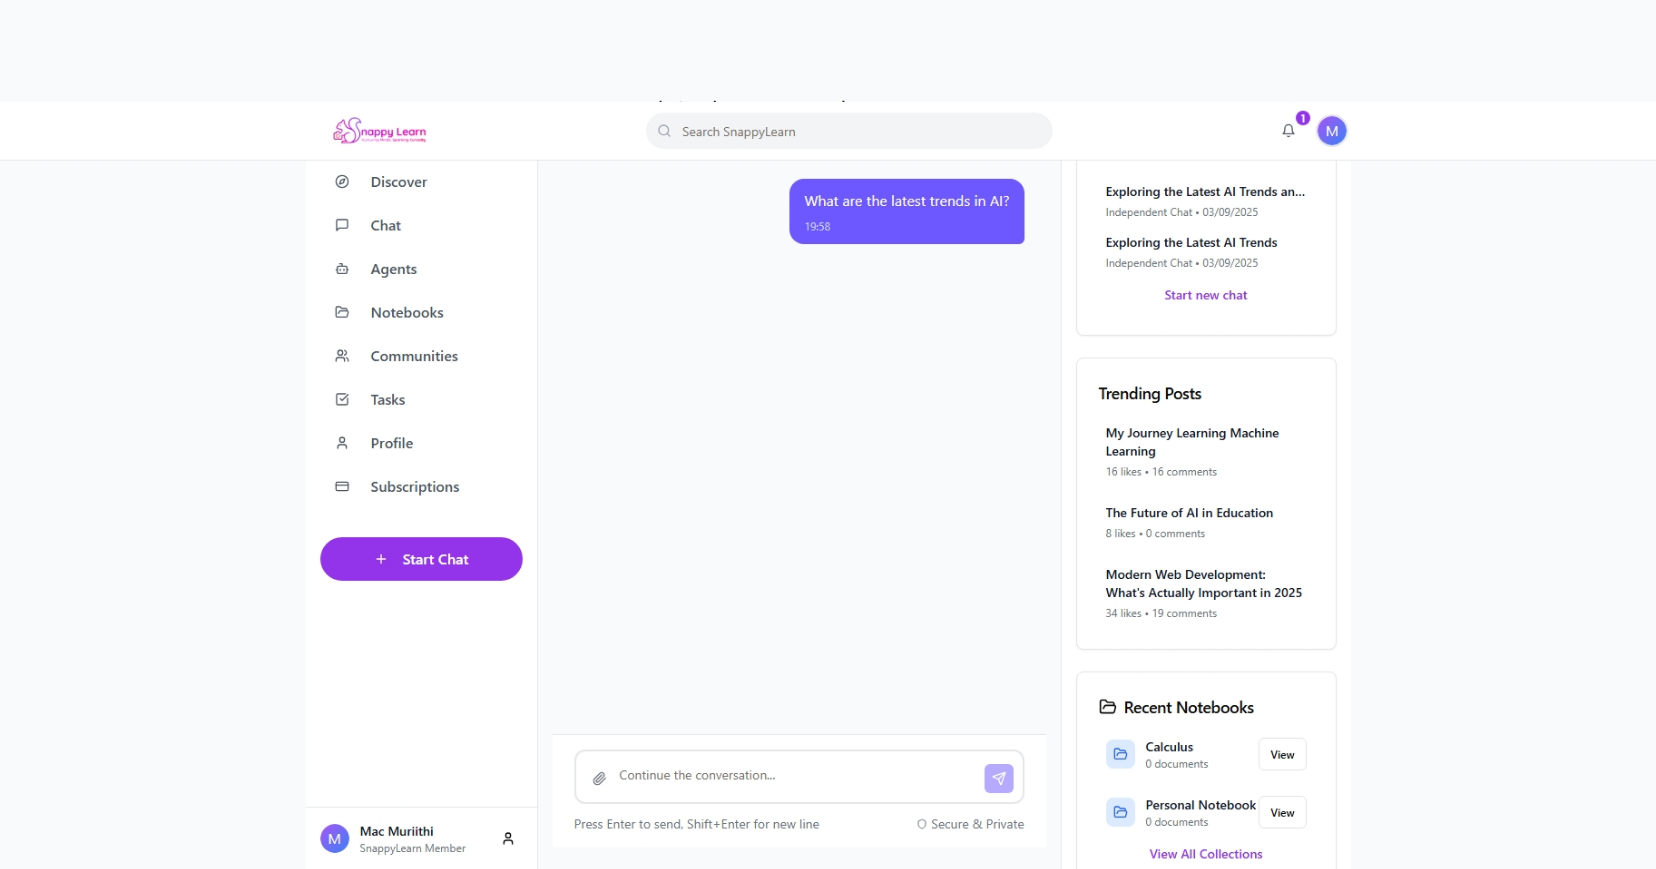 Snappy Learn
Search SnappyLearn
1
M
Discover
Chat
Agents
Notebooks
Communities
Tasks
Profile
Subscriptions
+ Start Chat
M
Mac Muriithi
SnappyLearn Member
What are the latest trends in AI?
19:58
Continue the conversation...
Press Enter to send, Shift+Enter for new line
Secure & Private
Exploring the Latest AI Trends an...
Independent Chat • 03/09/2025
Exploring the Latest AI Trends
Independent Chat • 03/09/2025
Start new chat
Trending Posts
My Journey Learning Machine
Learning
16 likes • 16 comments
The Future of AI in Education
8 likes • 0 comments
Modern Web Development:
What's Actually Important in 2025
34 likes • 19 comments
Recent Notebooks
Calculus
0 documents
View
Personal Notebook
0 documents
View
View All Collections